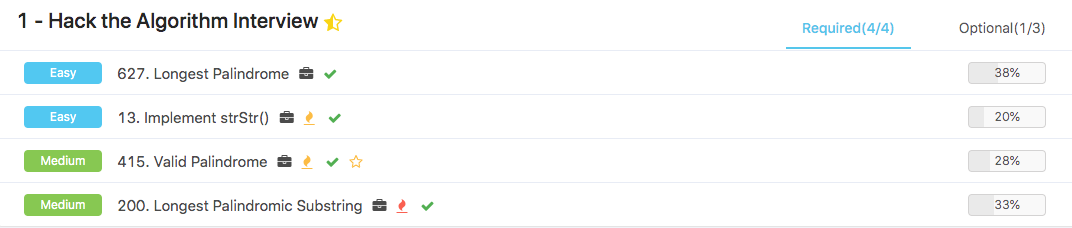 1 - Hack the Algorithm Interview
Required(4/4) Optional(1/3)
Easy 627. Longest Palindrome 38%
Easy 13. Implement strStr() 20%
Medium 415. Valid Palindrome 28%
Medium 200. Longest Palindromic Substring 33%